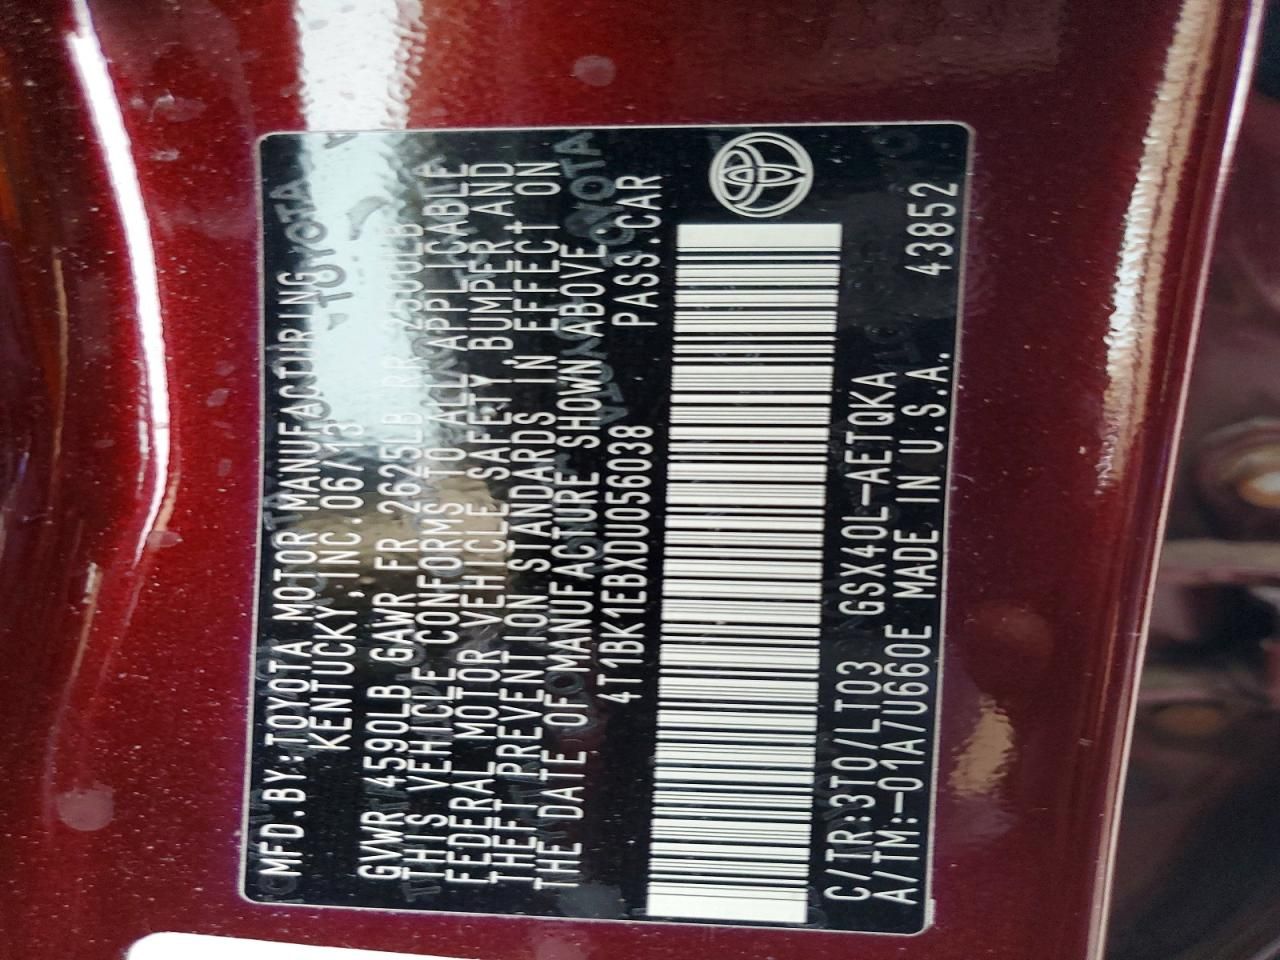 MFD.BY:TOYOTA MOTOR MANUFACTURING
KENTUCKY,INC.06/13
GVWR 4590LB GAWR FR 2625LB RR 2500LB
THIS VEHICLE CONFORMS TO ALL APPLICABLE
FEDERAL MOTOR VEHICLE SAFETY BUMPER,AND
THEFT PREVENTION STANDARDS IN EFFECT ON
THE DATE OF MANUFACTURE SHOWN ABOVE.
4T1BK1EBXDU056038 PASS.CAR
C/TR:3T0/LT03 GSX40L-AETQKA
A/TM:-01A/U660E MADE IN U.S.A. 43852